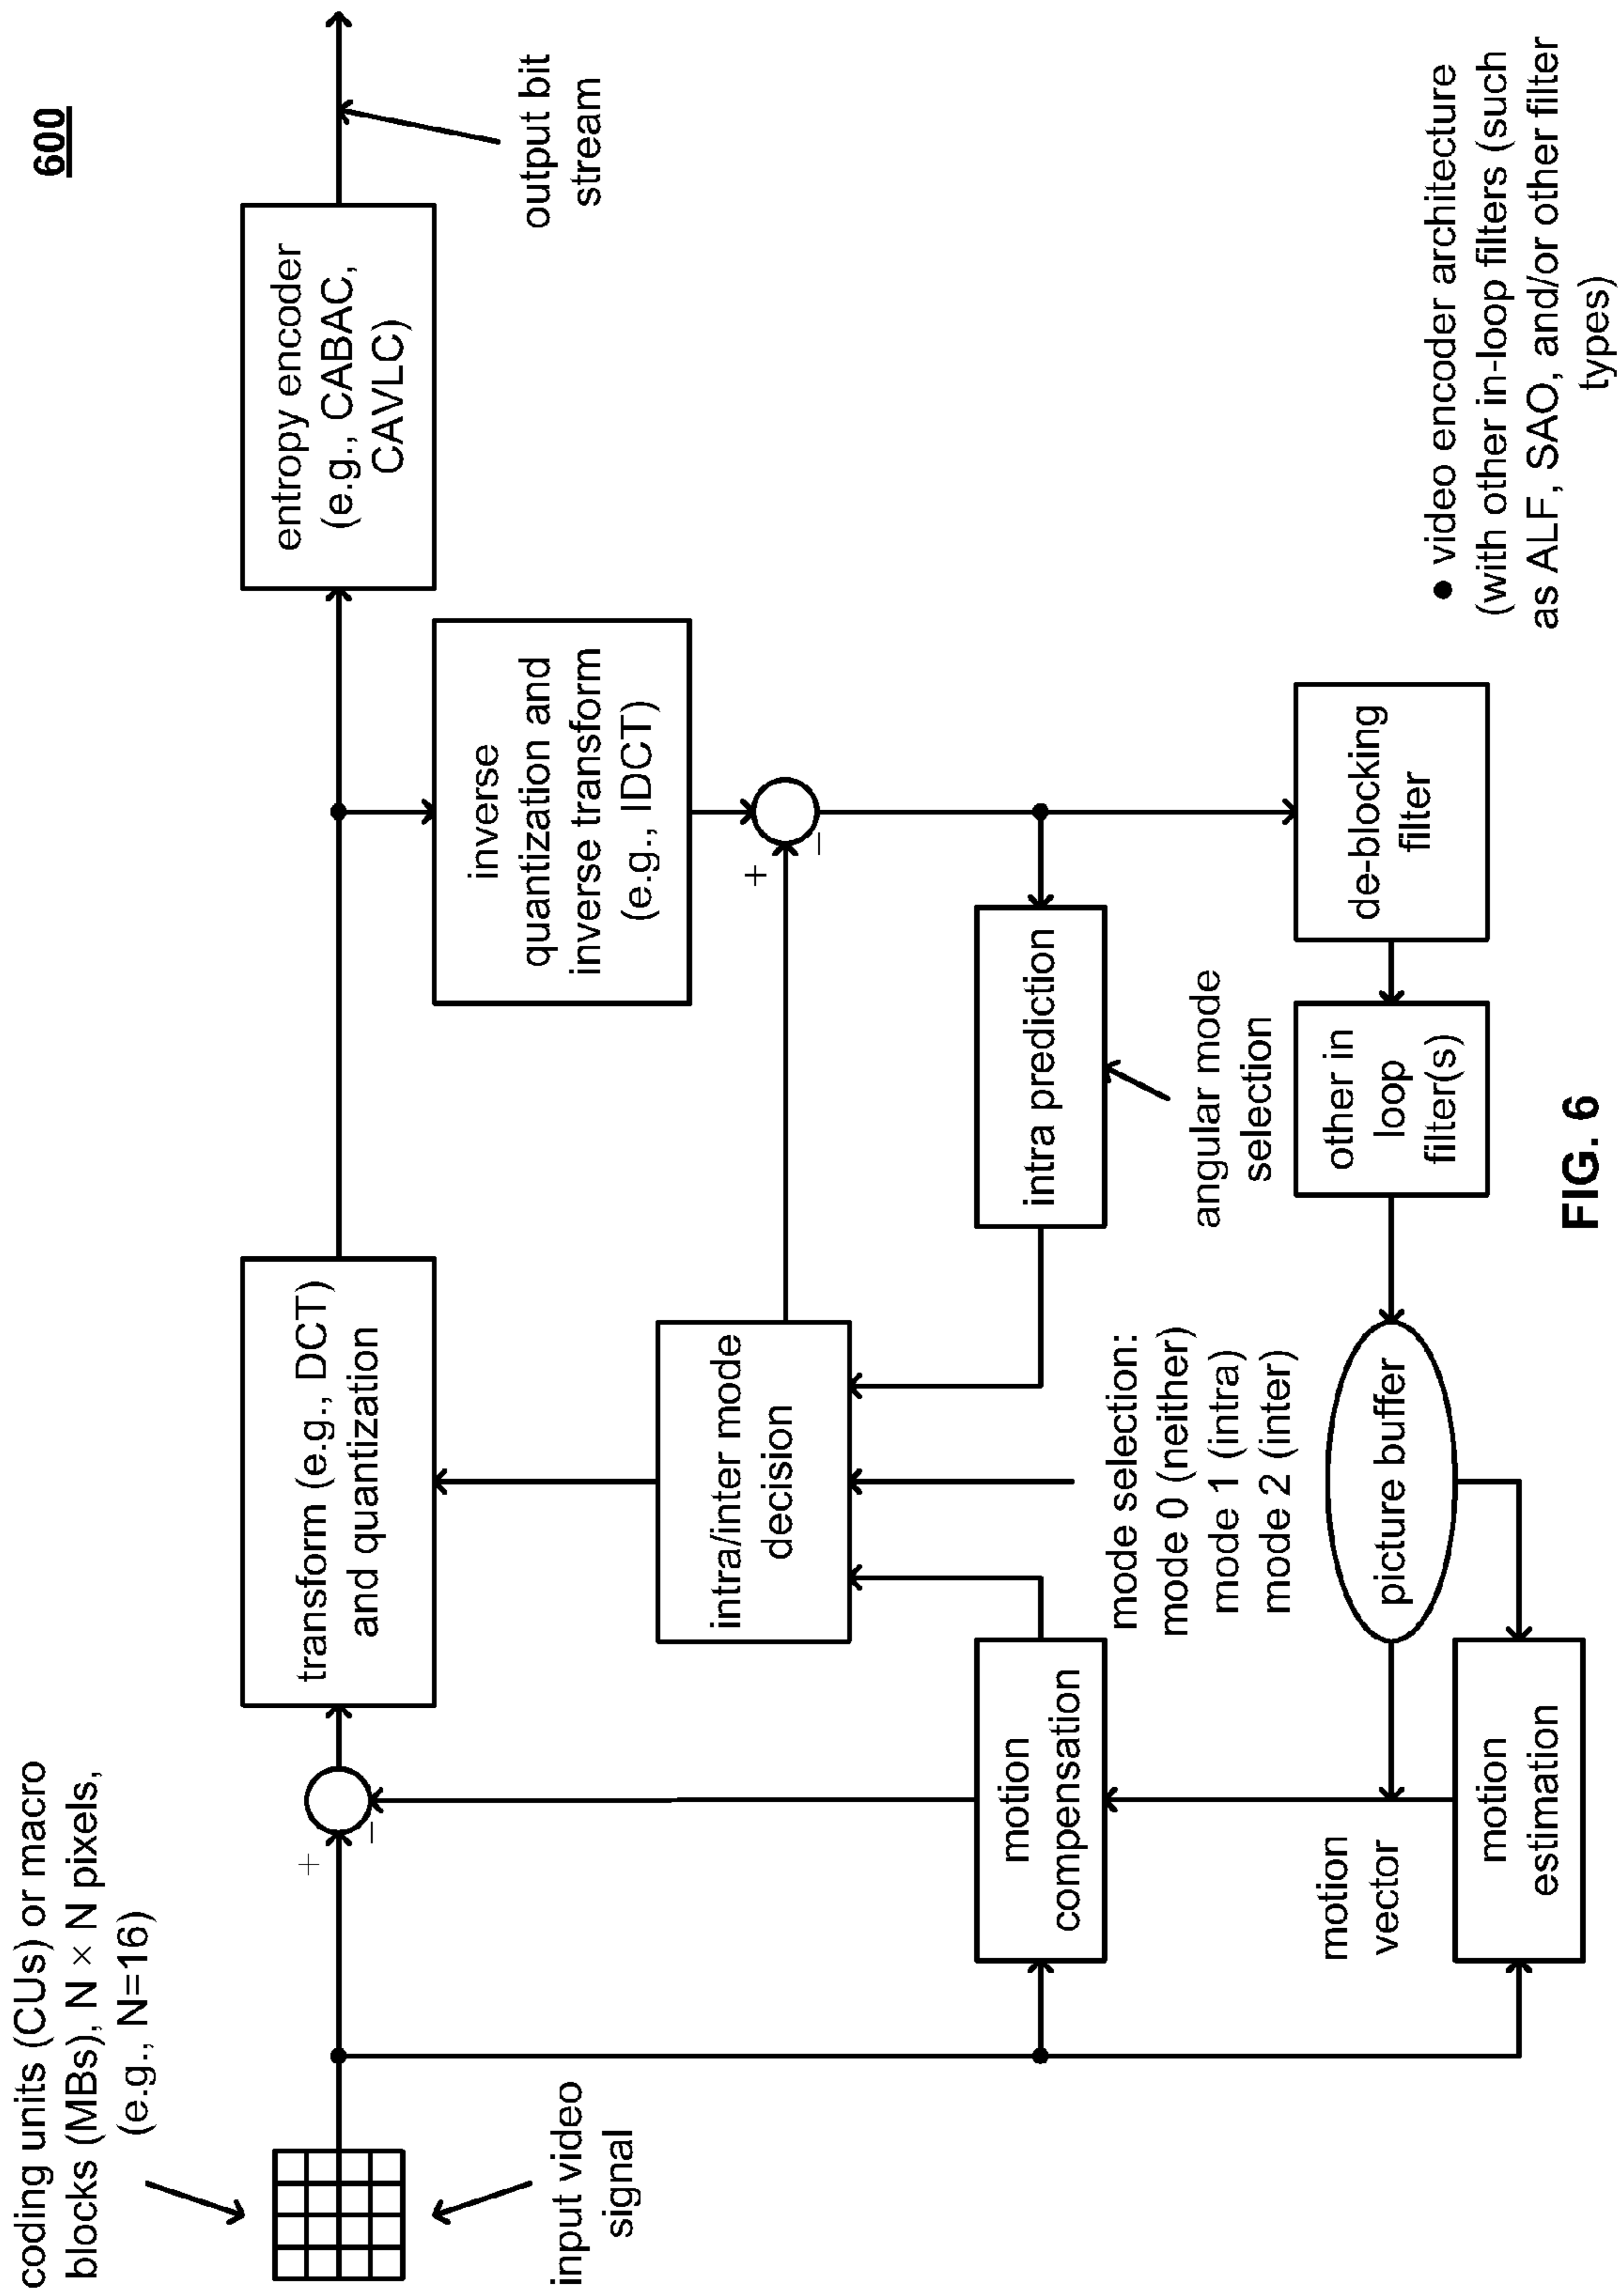 600
coding units (CUs) or macro
blocks (MBs), N × N pixels,
(e.g., N=16)
input video
signal
+
−
transform (e.g., DCT)
and quantization
entropy encoder
(e.g., CABAC,
CAVLC)
output bit
stream
inverse
quantization and
inverse transform
(e.g., IDCT)
+
−
intra/inter mode
decision
mode selection:
mode 0 (neither)
mode 1 (intra)
mode 2 (inter)
intra prediction
angular mode
selection
motion
compensation
motion
vector
motion
estimation
picture buffer
other in
loop
filter(s)
de-blocking
filter
● video encoder architecture
(with other in-loop filters (such
as ALF, SAO, and/or other filter
types)
FIG. 6